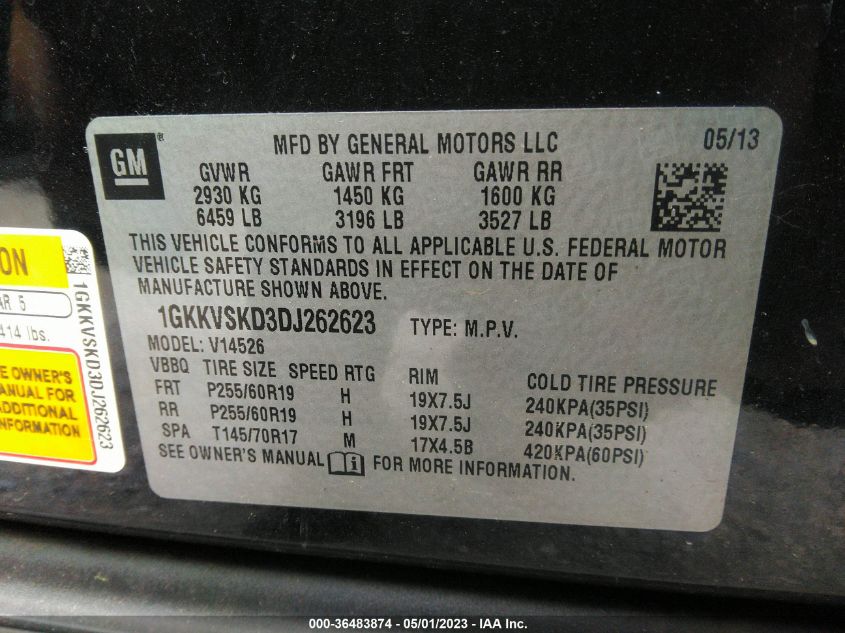 GM
MFD BY GENERAL MOTORS LLC
05/13
GVWR GAWR FRT GAWR RR
2930 KG 1450 KG 1600 KG
6459 LB 3196 LB 3527 LB
THIS VEHICLE CONFORMS TO ALL APPLICABLE U.S. FEDERAL MOTOR
VEHICLE SAFETY STANDARDS IN EFFECT ON THE DATE OF
MANUFACTURE SHOWN ABOVE.
1GKKVSKD3DJ262623 TYPE: M.P.V.
MODEL: V14526
VBBQ TIRE SIZE SPEED RTG RIM COLD TIRE PRESSURE
FRT P255/60R19 H 19X7.5J 240KPA(35PSI)
RR P255/60R19 H 19X7.5J 240KPA(35PSI)
SPA T145/70R17 M 17X4.5B 420KPA(60PSI)
SEE OWNER'S MANUAL i FOR MORE INFORMATION.
ON
AR 5
414 lbs.
E OWNER'S
MANUAL FOR
ADDITIONAL
INFORMATION
1GKKVSKD3DJ262623
000-36483874 / 05/01/2023 - IAA Inc.